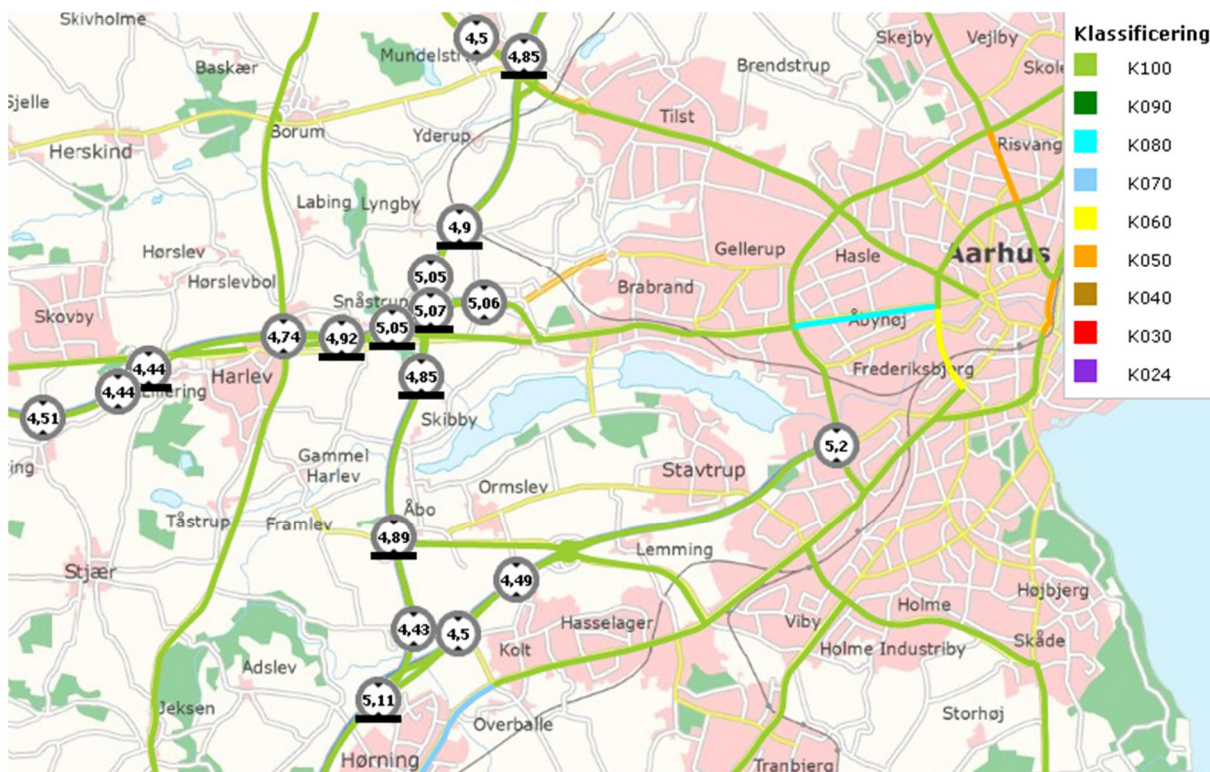 Skivholme
4,5
Mundelstr
4,85
Skejby
Vejlby
Klassificering
K100
K090
K080
K070
K060
K050
K040
K030
K024
Baskær
Brendstrup
Skole
Sjelle
Borum
Yderup
Tilst
Risvang
Herskind
Labing
Lyngby
4,9
Hørslev
Gellerup
Hasle
Aarhus
Hørslevbol
5,05
Snåstrup
5,07
5,06
Brabrand
Skovby
4,74
4,92
5,05
Åbyhøj
4,44
4,85
Frederiksbjerg
4,44
Lillering
Harlev
4,51
Skibby
5,2
ing
Gammel
Harlev
Stavtrup
Ormslev
Tåstrup
Framlev
Åbo
4,89
Lemming
Stjær
4,49
Højbjerg
Holme
4,43
4,5
Hasselager
Viby
Kolt
Holme Industriby
Skåde
Adslev
5,11
Jeksen
Overballe
Storhøj
Hørning
Tranbjerg